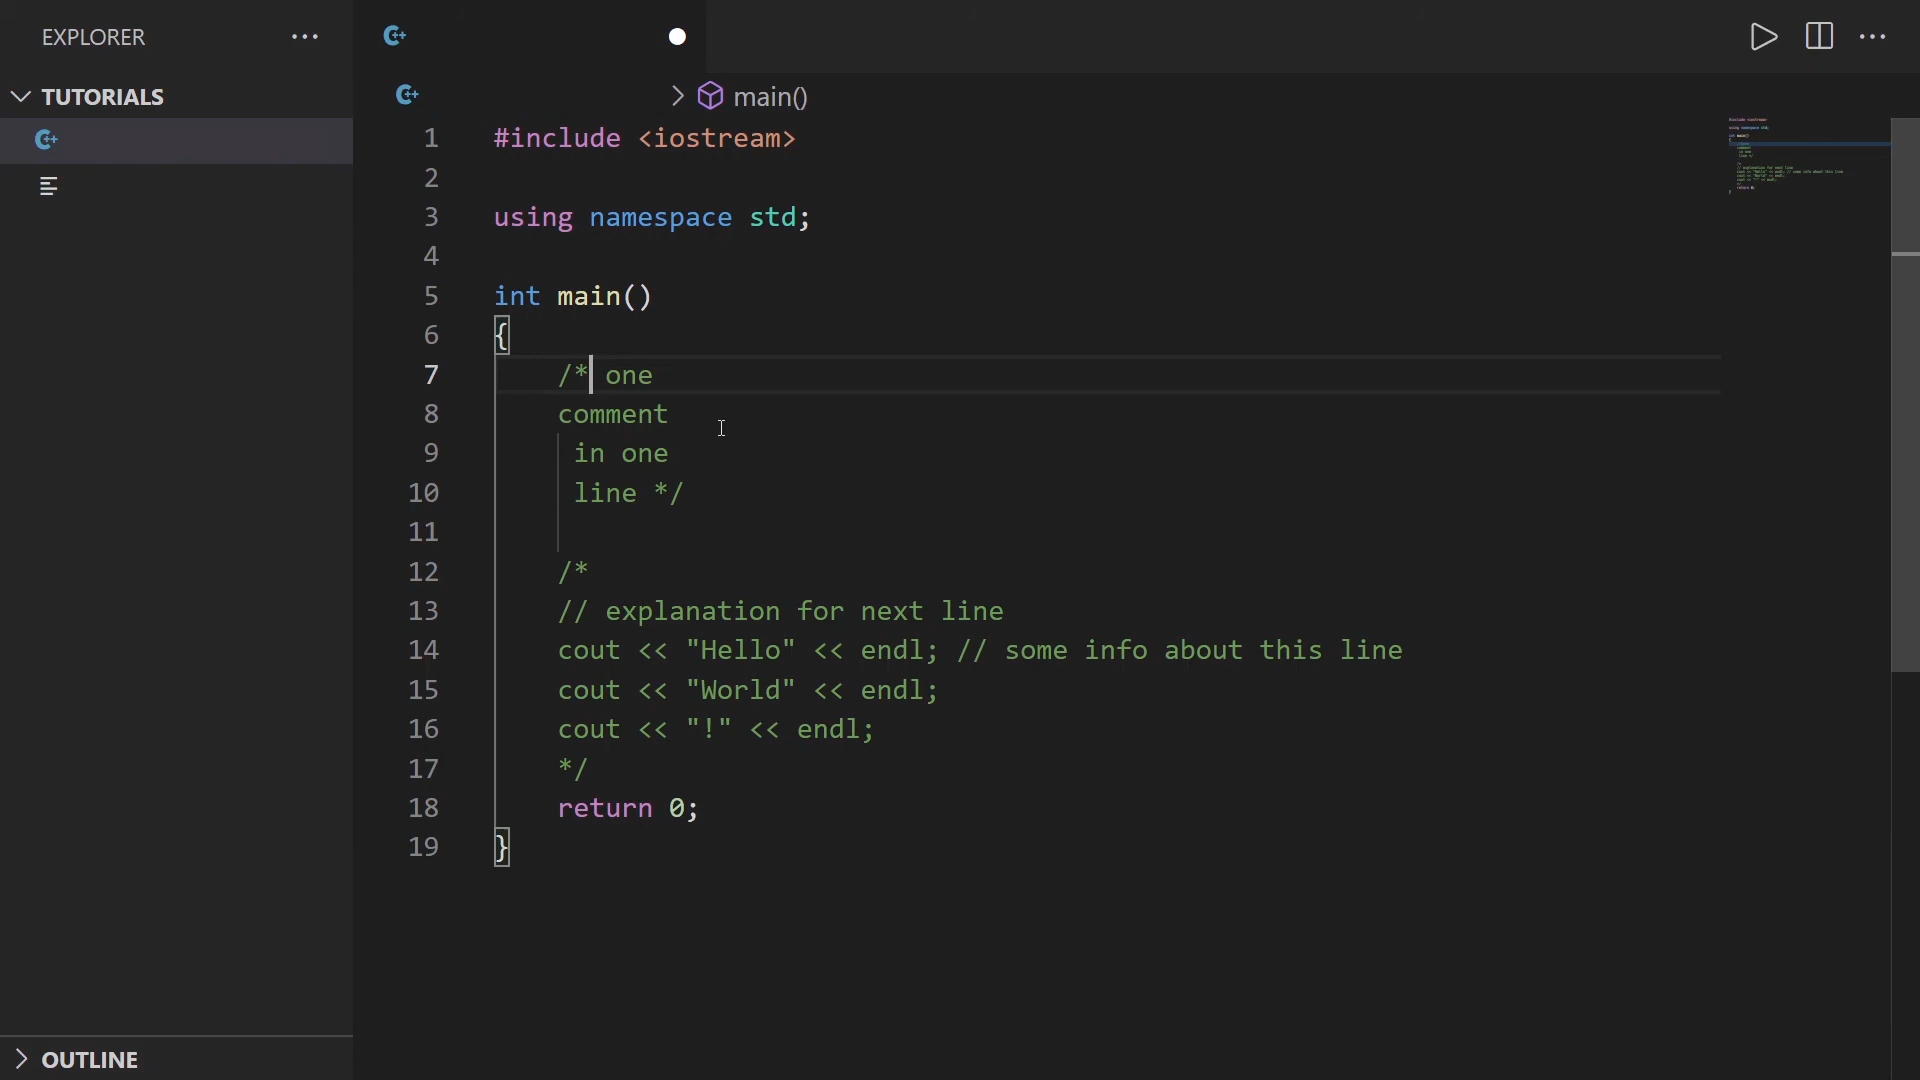 EXPLORER
TUTORIALS
main()
1 #include <iostream>
2
3 using namespace std;
4
5 int main()
6 {
7 /* one
8 comment
9 in one
10 line */
11
12 /*
13 // explanation for next line
14 cout << "Hello" << endl; // some info about this line
15 cout << "World" << endl;
16 cout << "!" << endl;
17 */
18 return 0;
19 }
OUTLINE